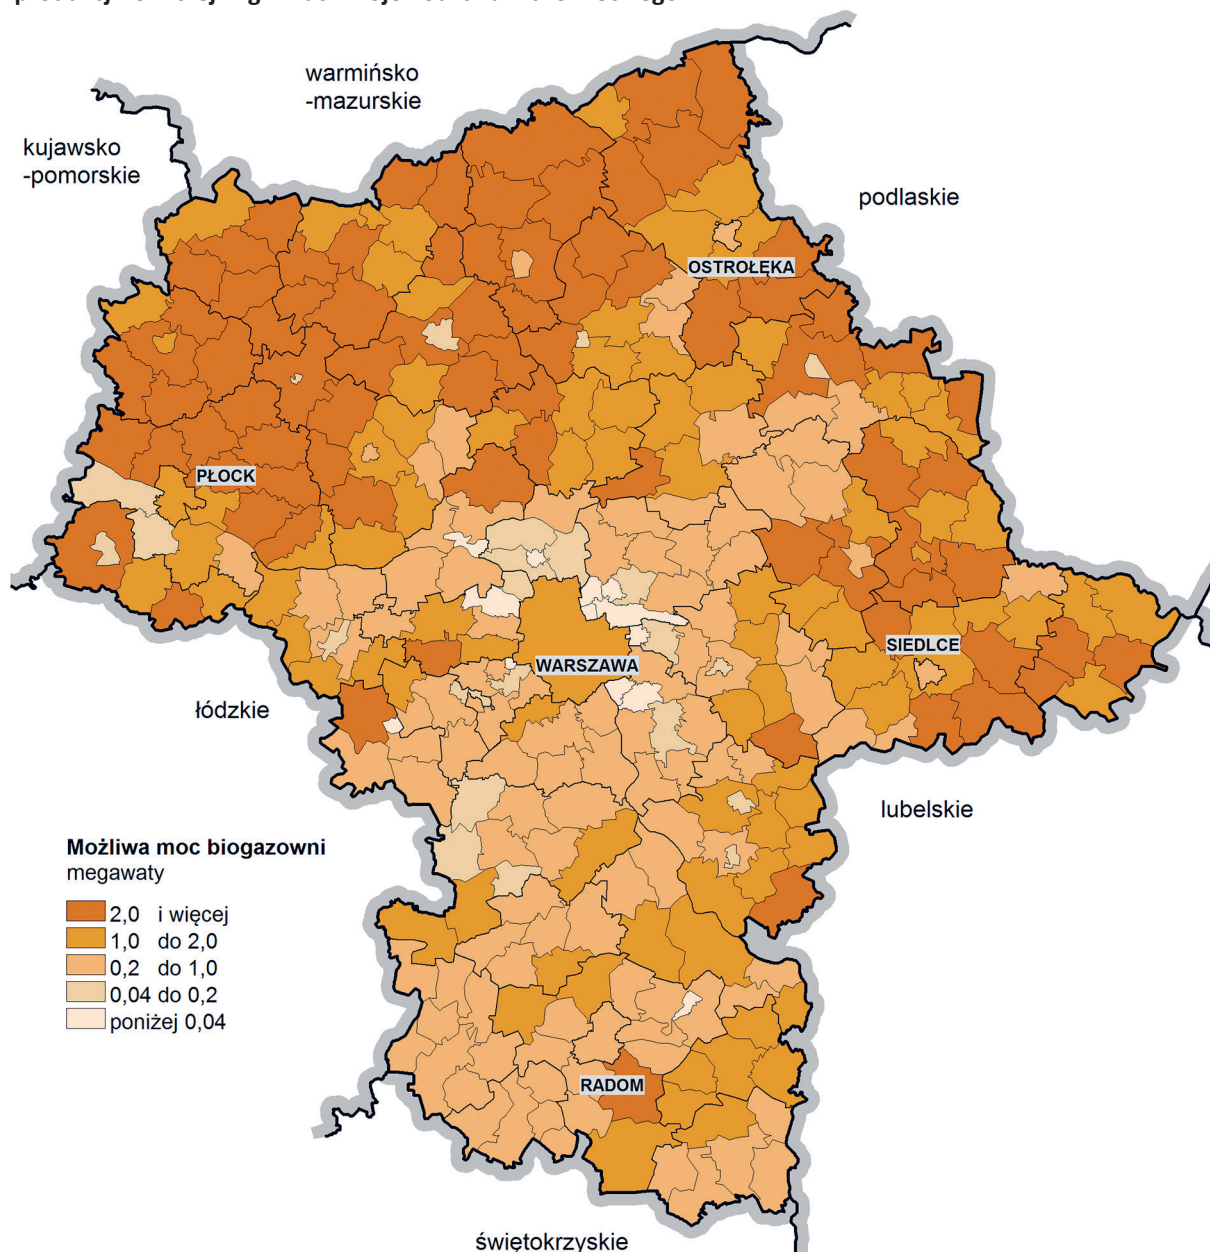 warmińsko
-mazurskie
kujawsko
-pomorskie
podlaskie
OSTROŁĘKA
PŁOCK
SIEDLCE
WARSZAWA
łódzkie
lubelskie
Możliwa moc biogazowni
megawaty
2,0 i więcej
1,0 do 2,0
0,2 do 1,0
0,04 do 0,2
poniżej 0,04
RADOM
świętokrzyskie